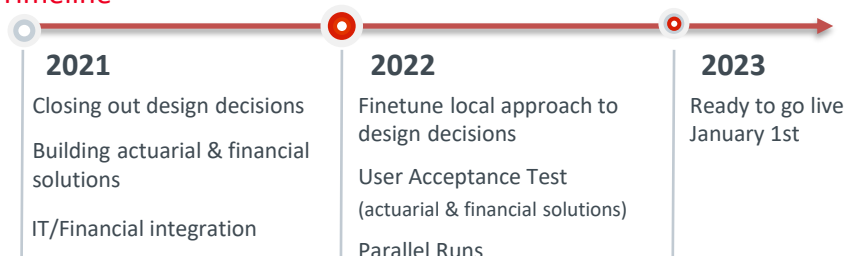 Timeline
2021
Closing out design decisions
Building actuarial & financial
solutions
IT/Financial integration
2022
Finetune local approach to
design decisions
User Acceptance Test
(actuarial & financial solutions)
Parallel Runs
2023
Ready to go live
January 1st